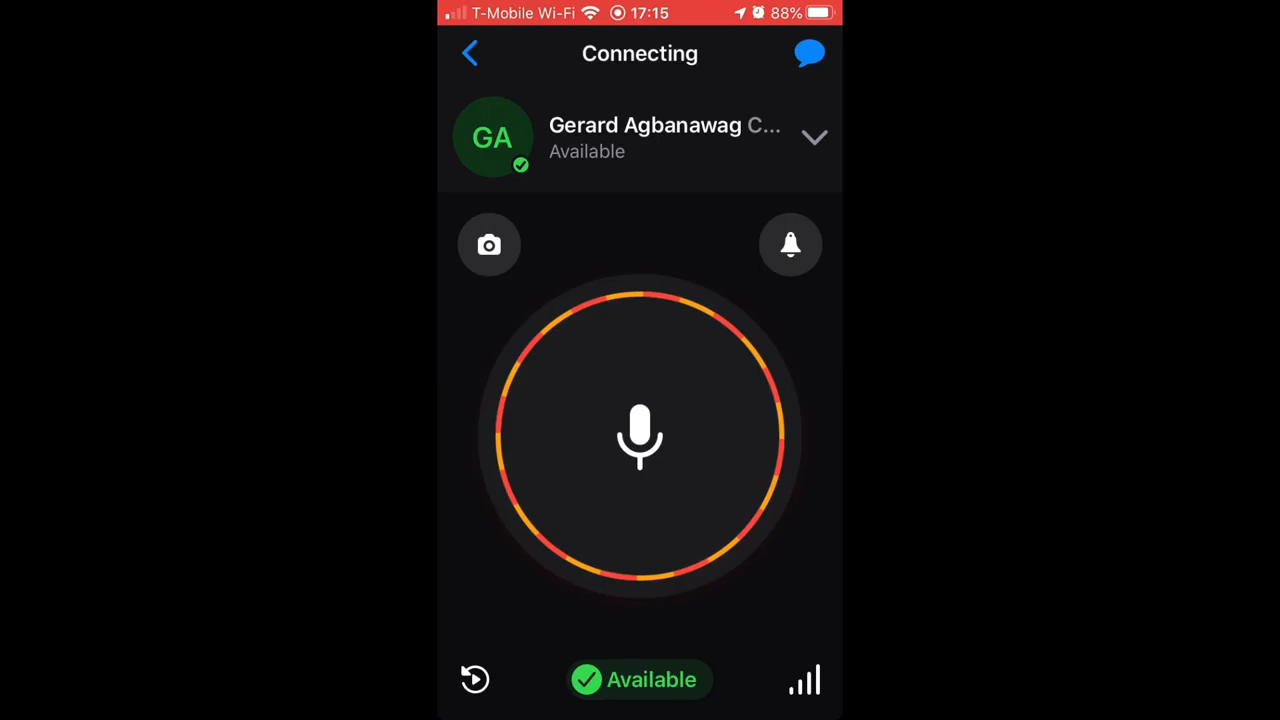 T-Mobile Wi-Fi 17:15 88%
Connecting
GA
Gerard Agbanawag C...
Available
Available